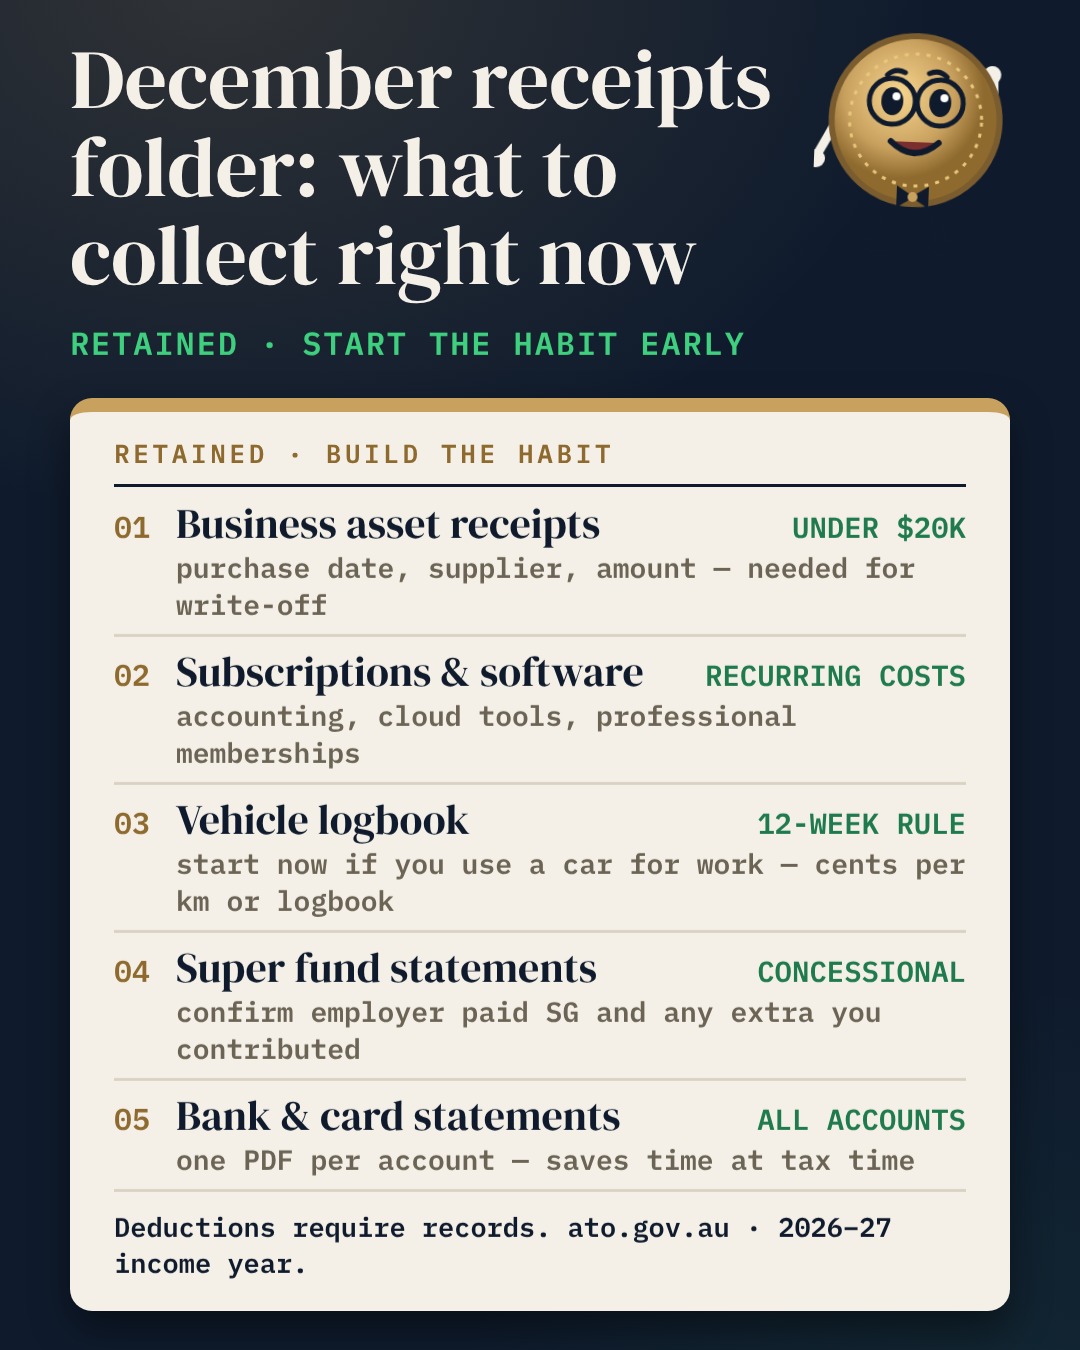 December receipts
folder: what to
collect right now
RETAINED · START THE HABIT EARLY
RETAINED · BUILD THE HABIT
01 Business asset receipts UNDER $20K
purchase date, supplier, amount — needed for
write-off
02 Subscriptions & software RECURRING COSTS
accounting, cloud tools, professional
memberships
03 Vehicle logbook 12-WEEK RULE
start now if you use a car for work — cents per
km or logbook
04 Super fund statements CONCESSIONAL
confirm employer paid SG and any extra you
contributed
05 Bank & card statements ALL ACCOUNTS
one PDF per account — saves time at tax time
Deductions require records. ato.gov.au · 2026–27
income year.